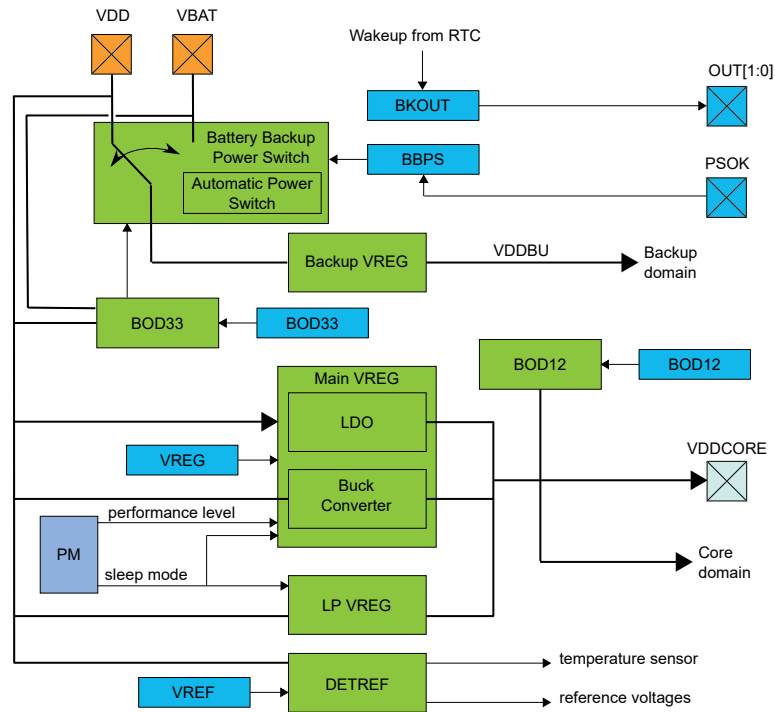 VDD
VBAT
Wakeup from RTC
OUT[1:0]
BKOUT
Battery Backup
Power Switch
BBPS
PSOK
Automatic Power
Switch
Backup VREG
VDDBU
Backup
domain
BOD33
BOD33
BOD12
BOD12
Main VREG
LDO
VREG
VDDCORE
Buck
Converter
performance level
PM
sleep mode
Core
domain
LP VREG
temperature sensor
DETREF
VREF
reference voltages